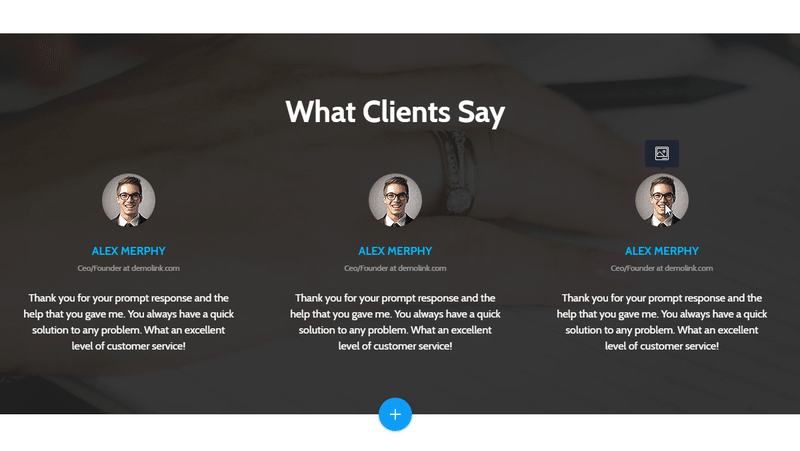 What Clients Say
ALEX MERPHY
Ceo/Founder at demolink.com
Thank you for your prompt response and the
help that you gave me. You always have a quick
solution to any problem. What an excellent
level of customer service!
ALEX MERPHY
Ceo/Founder at demolink.com
Thank you for your prompt response and the
help that you gave me. You always have a quick
solution to any problem. What an excellent
level of customer service!
ALEX MERPHY
Ceo/Founder at demolink.com
Thank you for your prompt response and the
help that you gave me. You always have a quick
solution to any problem. What an excellent
level of customer service!